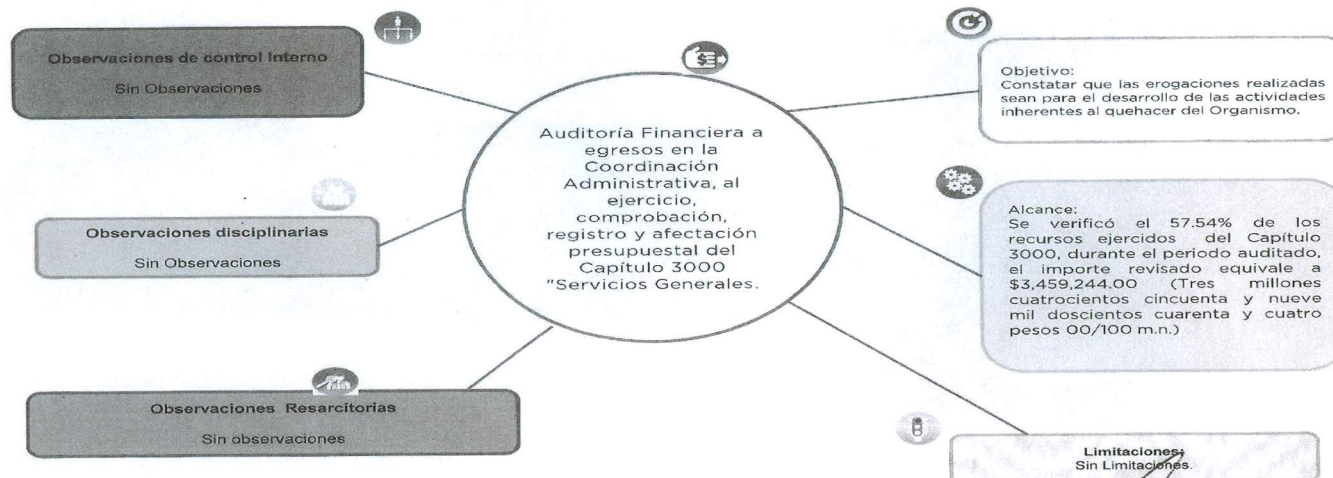 Observaciones de control Interno
Sin Observaciones
Observaciones disciplinarias
Sin Observaciones
Observaciones Resarcitorias
Sin observaciones
Auditoría Financiera a
egresos en la
Coordinación
Administrativa, al
ejercicio,
comprobación,
registro y afectación
presupuestal del
Capítulo 3000
"Servicios Generales.
Objetivo:
Constatar que las erogaciones realizadas
sean para el desarrollo de las actividades
inherentes al quehacer del Organismo.
Alcance:
Se verificó el 57.54% de los
recursos ejercidos del Capítulo
3000, durante el periodo auditado,
el importe revisado equivale a
$3,459,244.00 (Tres millones
cuatrocientos cincuenta y nueve
mil doscientos cuarenta y cuatro
pesos 00/100 m.n.)
Limitaciones:
Sin Limitaciones.